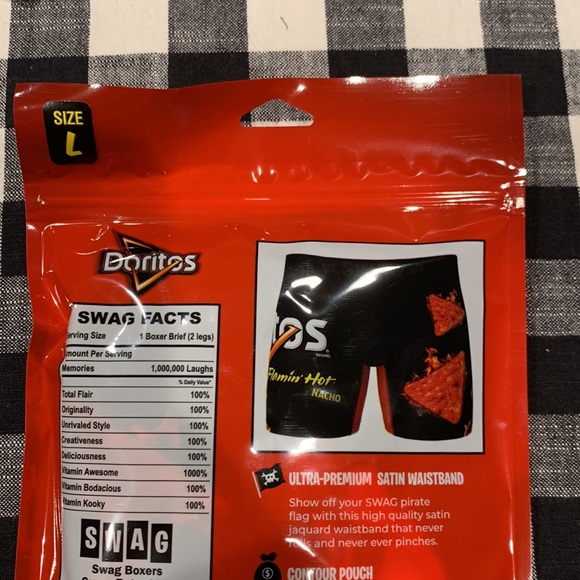 SIZE
L
Doritos
SWAG FACTS
Serving Size 1 Boxer Brief (2 legs)
Amount Per Serving
Memories 1,000,000 Laughs
% Daily Value*
Total Flair 100%
Originality 100%
Unrivaled Style 100%
Creativeness 100%
Deliciousness 100%
Vitamin Awesome 1000%
Vitamin Bodacious 100%
Vitamin Kooky 100%
SWAG
Swag Boxers
TOS
Flamin' Hot
NACHO
ULTRA-PREMIUM SATIN WAISTBAND
Show off your SWAG pirate
flag with this high quality satin
jaquard waistband that never
rolls and never ever pinches.
S
CONTOUR POUCH